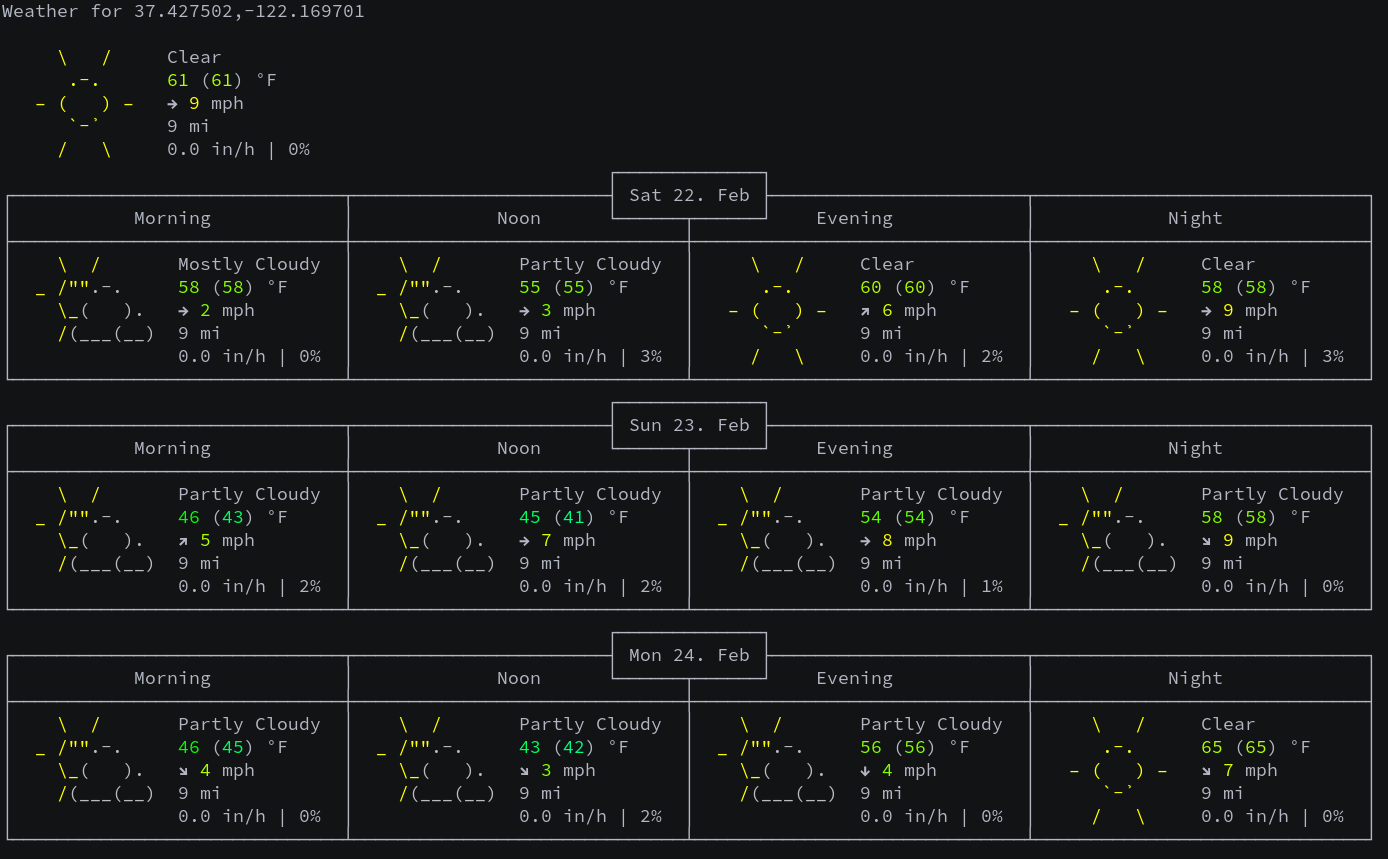 Weather for 37.427502,-122.169701
Clear
61 (61) °F
→ 9 mph
9 mi
0.0 in/h | 0%
Sat 22. Feb
Morning Noon Evening Night
Mostly Cloudy Partly Cloudy Clear Clear
58 (58) °F 55 (55) °F 60 (60) °F 58 (58) °F
→ 2 mph → 3 mph ↗ 6 mph → 9 mph
9 mi 9 mi 9 mi 9 mi
0.0 in/h | 0% 0.0 in/h | 3% 0.0 in/h | 2% 0.0 in/h | 3%
Sun 23. Feb
Morning Noon Evening Night
Partly Cloudy Partly Cloudy Partly Cloudy Partly Cloudy
46 (43) °F 45 (41) °F 54 (54) °F 58 (58) °F
↗ 5 mph → 7 mph → 8 mph ↘ 9 mph
9 mi 9 mi 9 mi 9 mi
0.0 in/h | 2% 0.0 in/h | 2% 0.0 in/h | 1% 0.0 in/h | 0%
Mon 24. Feb
Morning Noon Evening Night
Partly Cloudy Partly Cloudy Partly Cloudy Clear
46 (45) °F 43 (42) °F 56 (56) °F 65 (65) °F
↘ 4 mph ↘ 3 mph ↓ 4 mph ↘ 7 mph
9 mi 9 mi 9 mi 9 mi
0.0 in/h | 0% 0.0 in/h | 2% 0.0 in/h | 0% 0.0 in/h | 0%